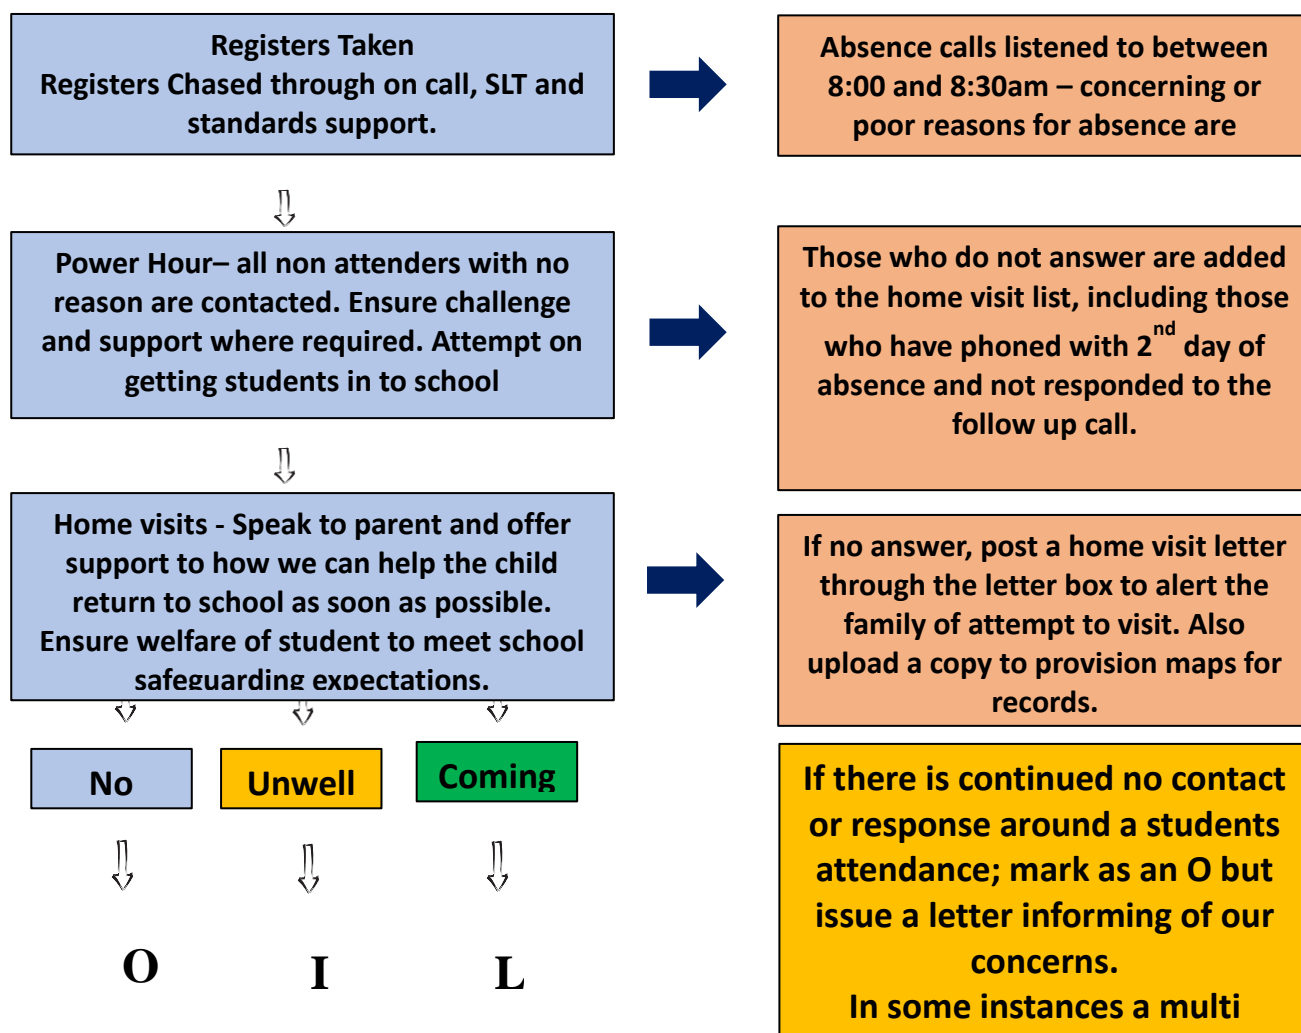 Registers Taken
Registers Chased through on call, SLT and
standards support.
Absence calls listened to between
8:00 and 8:30am – concerning or
poor reasons for absence are
Power Hour– all non attenders with no
reason are contacted. Ensure challenge
and support where required. Attempt on
getting students in to school
Those who do not answer are added
to the home visit list, including those
who have phoned with 2nd day of
absence and not responded to the
follow up call.
Home visits - Speak to parent and offer
support to how we can help the child
return to school as soon as possible.
Ensure welfare of student to meet school
safeguarding expectations.
If no answer, post a home visit letter
through the letter box to alert the
family of attempt to visit. Also
upload a copy to provision maps for
records.
No
Unwell
Coming
O
I
L
If there is continued no contact
or response around a students
attendance; mark as an O but
issue a letter informing of our
concerns.
In some instances a multi